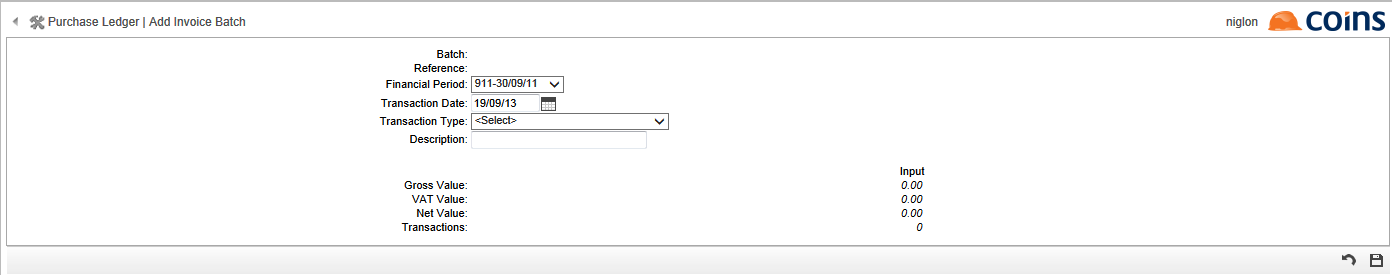 Purchase Ledger | Add Invoice Batch
niglon
coins
Batch:
Reference:
Financial Period: 911-30/09/11
Transaction Date: 19/09/13
Transaction Type: <Select>
Description:
Input
Gross Value: 0.00
VAT Value: 0.00
Net Value: 0.00
Transactions: 0